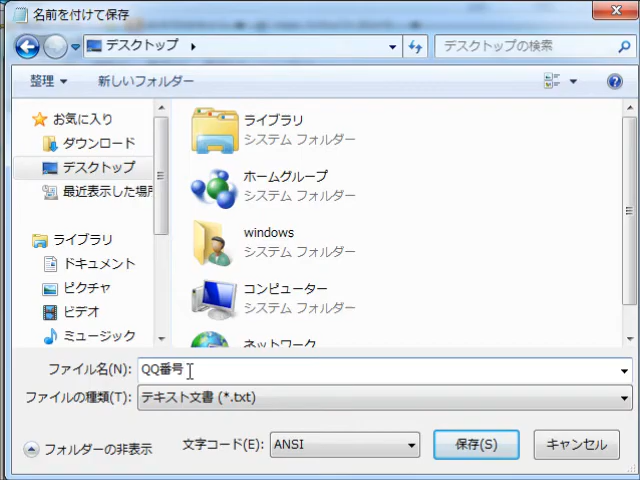 名前を付けて保存
デスクトップ
デスクトップの検索
整理 新しいフォルダー
お気に入り
ダウンロード
デスクトップ
最近表示した場所
ライブラリ
ドキュメント
ピクチャ
ビデオ
ミュージック
ライブラリ
システム フォルダー
ホームグループ
システム フォルダー
windows
システム フォルダー
コンピューター
システム フォルダー
ネットワーク
ファイル名(N): QQ番号
ファイルの種類(T): テキスト文書 (*.txt)
フォルダーの非表示 文字コード(E): ANSI 保存(S) キャンセル